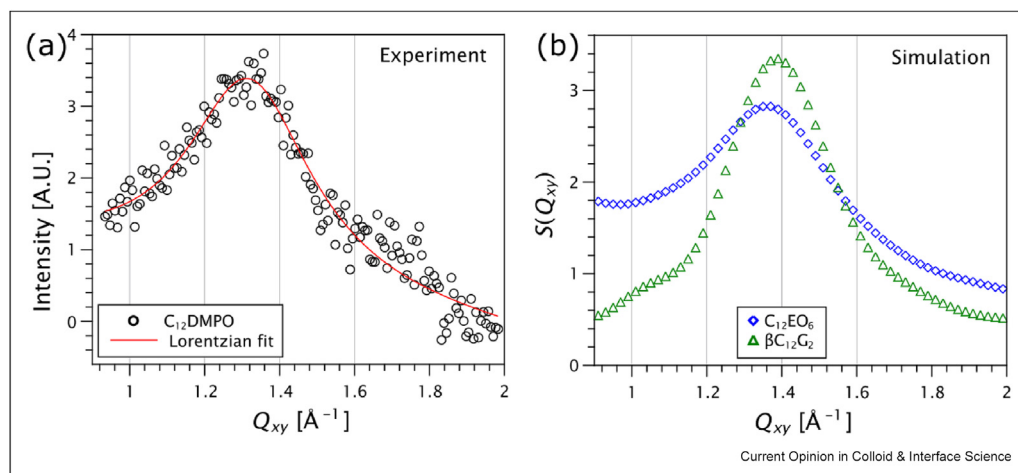 (a)
Experiment
Intensity [A.U.]
4
3
2
1
0
C₁₂DMPO
Lorentzian fit
1 1.2 1.4 1.6 1.8 2
Qxy [Å⁻¹]
(b)
Simulation
S(Qxy)
3
2
1
0
C₁₂EO₆
βC₁₂G₂
1 1.2 1.4 1.6 1.8 2
Qxy [Å⁻¹]
Current Opinion in Colloid & Interface Science